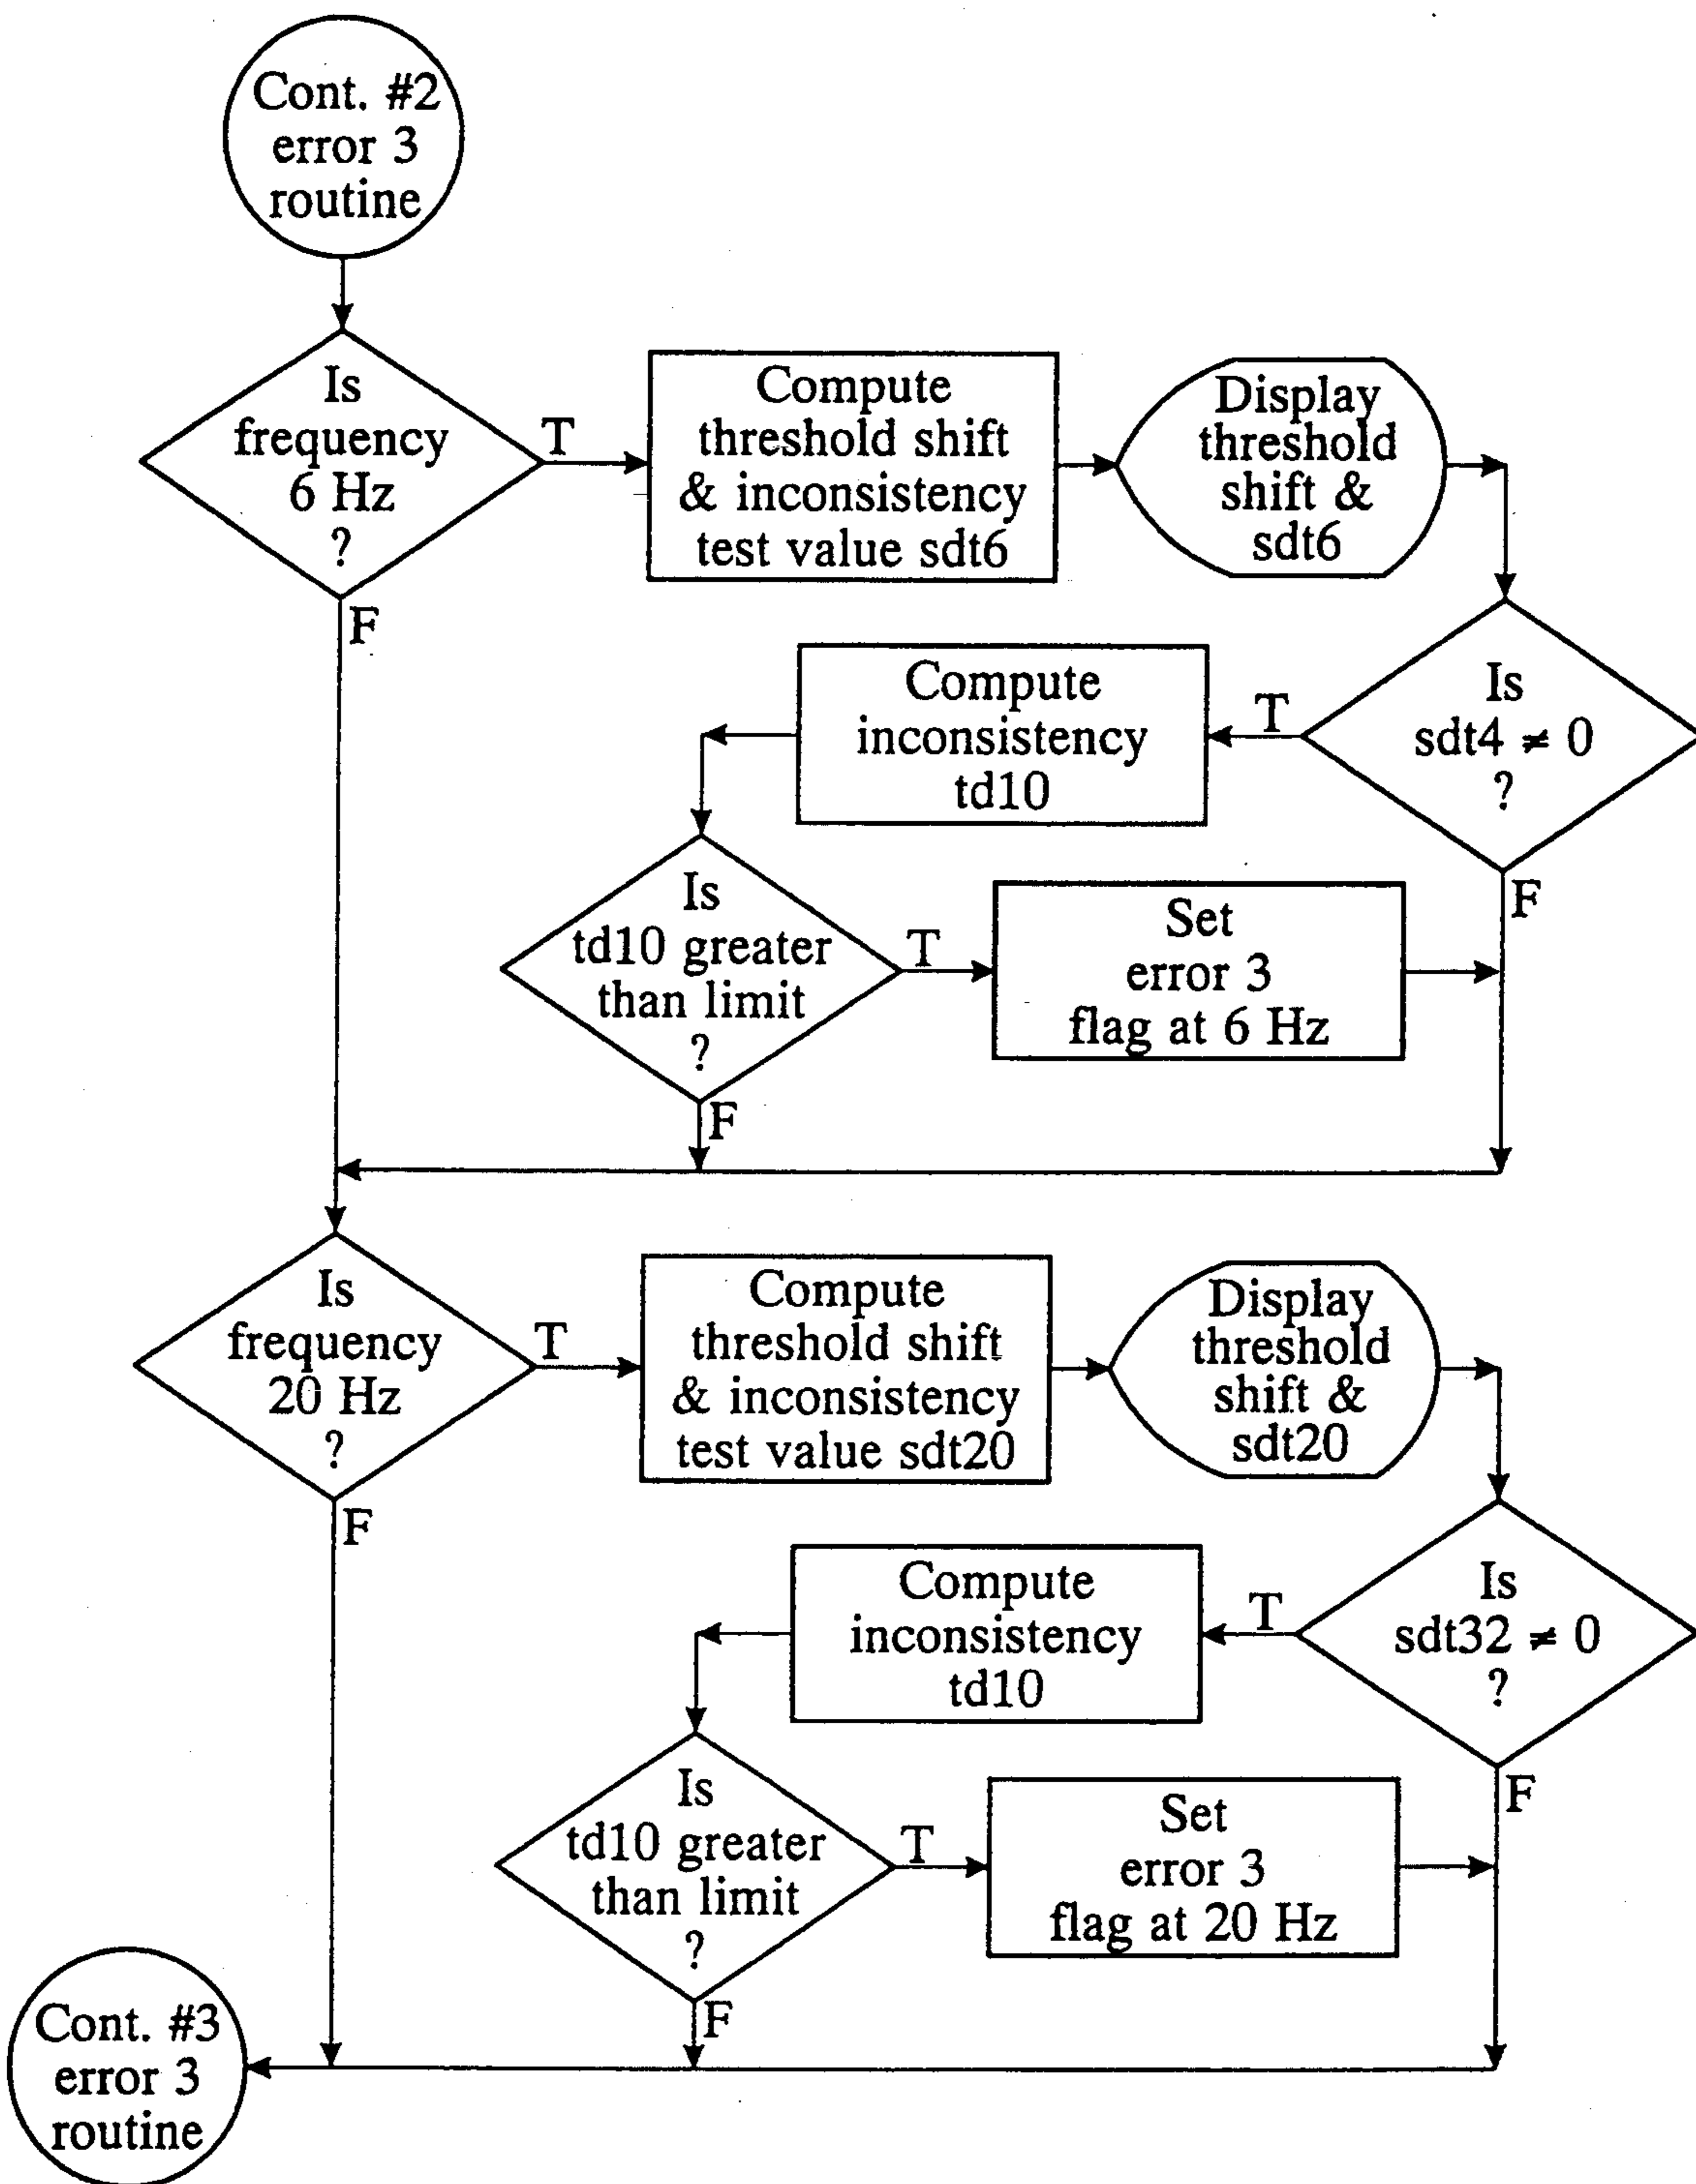 Cont. #2
error 3
routine
Is
frequency
6 Hz
?
T
F
Compute
threshold shift
& inconsistency
test value sdt6
Display
threshold
shift &
sdt6
Is
sdt4 ≠ 0
?
T
F
Compute
inconsistency
td10
Is
td10 greater
than limit
?
T
F
Set
error 3
flag at 6 Hz
Is
frequency
20 Hz
?
T
F
Compute
threshold shift
& inconsistency
test value sdt20
Display
threshold
shift &
sdt20
Is
sdt32 ≠ 0
?
T
F
Compute
inconsistency
td10
Is
td10 greater
than limit
?
T
F
Set
error 3
flag at 20 Hz
Cont. #3
error 3
routine